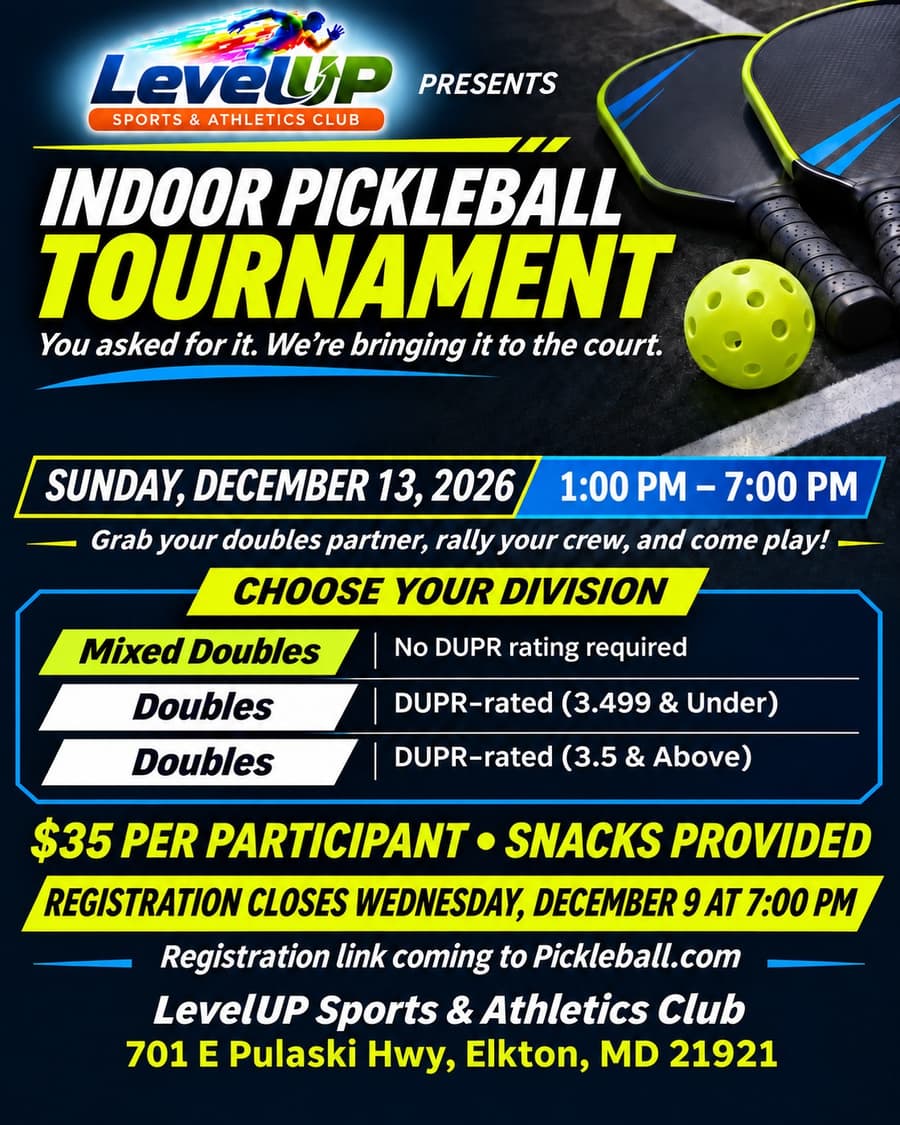 LevelUP
SPORTS & ATHLETICS CLUB
PRESENTS
INDOOR PICKLEBALL
TOURNAMENT
You asked for it. We're bringing it to the court.
SUNDAY, DECEMBER 13, 2026
1:00 PM – 7:00 PM
Grab your doubles partner, rally your crew, and come play!
CHOOSE YOUR DIVISION
Mixed Doubles | No DUPR rating required
Doubles | DUPR-rated (3.499 & Under)
Doubles | DUPR-rated (3.5 & Above)
$35 PER PARTICIPANT • SNACKS PROVIDED
REGISTRATION CLOSES WEDNESDAY, DECEMBER 9 AT 7:00 PM
Registration link coming to Pickleball.com
LevelUP Sports & Athletics Club
701 E Pulaski Hwy, Elkton, MD 21921